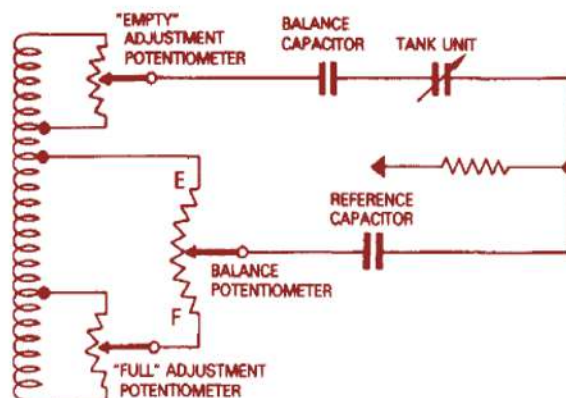 "EMPTY"
ADJUSTMENT
POTENTIOMETER
BALANCE
CAPACITOR
TANK UNIT
E
REFERENCE
CAPACITOR
BALANCE
POTENTIOMETER
F
"FULL" ADJUSTMENT
POTENTIOMETER